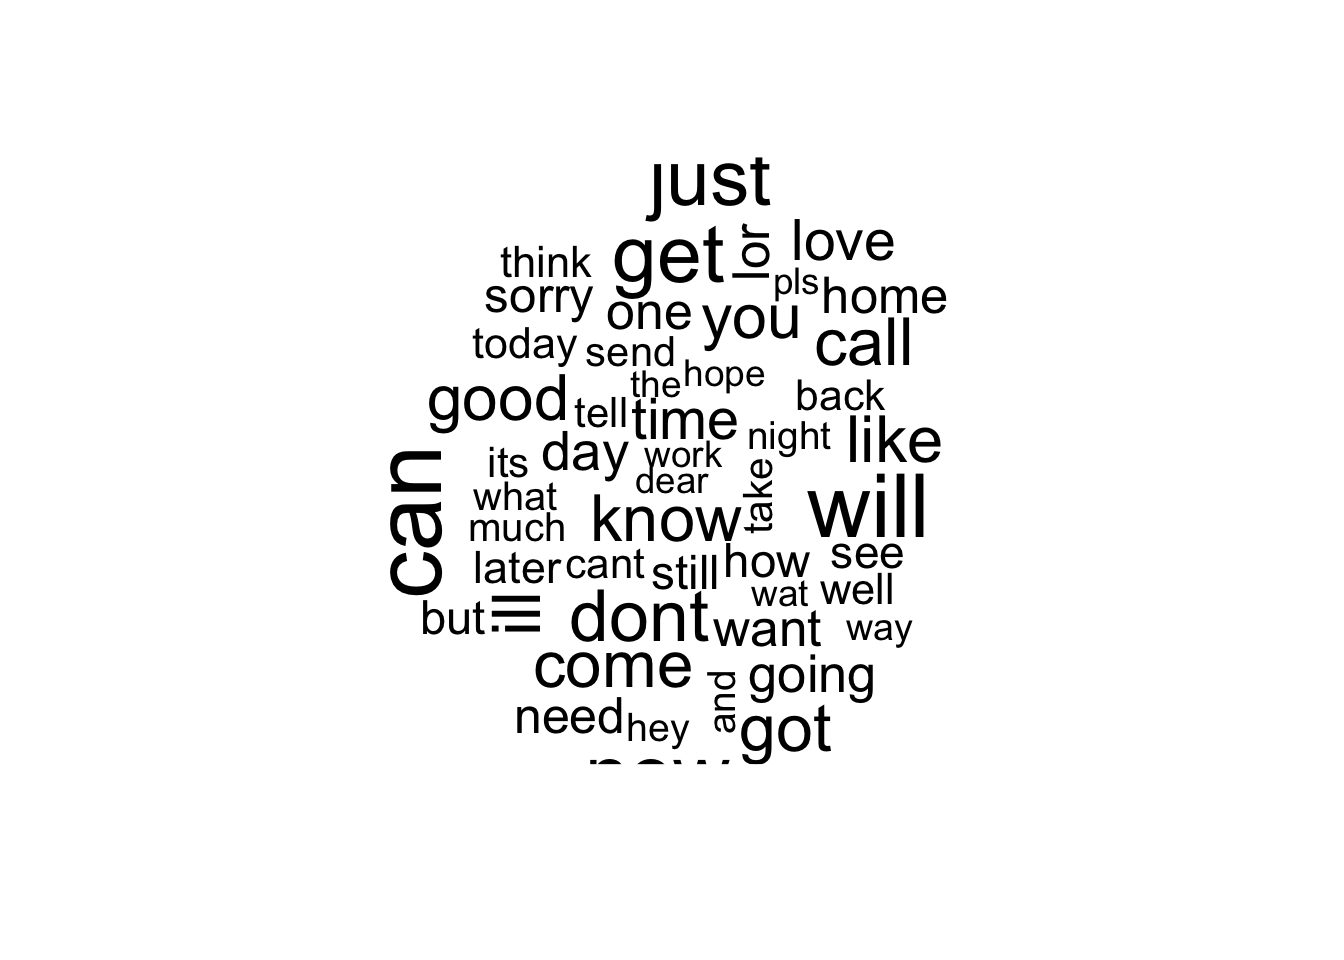 just
get lor love
think pls home
sorry one you call
today send
the hope
good tell time back
night like
its day work
can what dear take will
much know
later cant still how see
wat well
but ill dont want way
come and going
need hey got